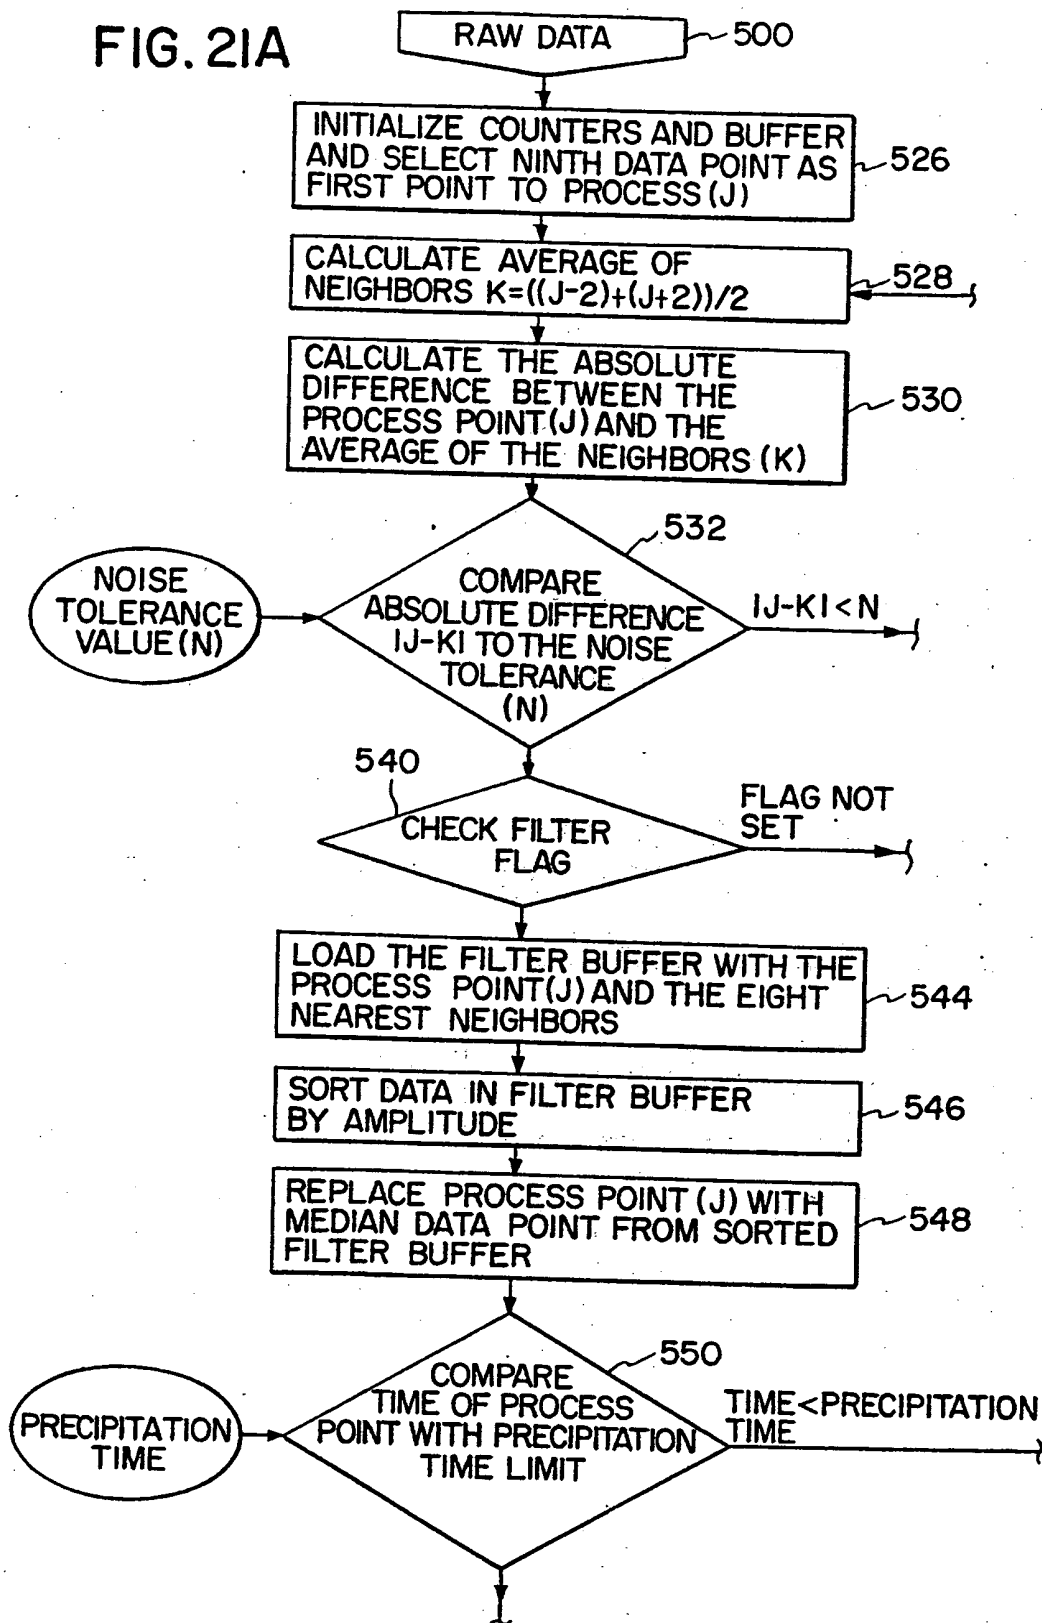 FIG. 21A
RAW DATA
500
INITIALIZE COUNTERS AND BUFFER
AND SELECT NINTH DATA POINT AS
FIRST POINT TO PROCESS (J)
526
CALCULATE AVERAGE OF
NEIGHBORS K=((J-2)+(J+2))/2
528
CALCULATE THE ABSOLUTE
DIFFERENCE BETWEEN THE
PROCESS POINT(J) AND THE
AVERAGE OF THE NEIGHBORS (K)
530
532
NOISE
TOLERANCE
VALUE (N)
COMPARE
ABSOLUTE DIFFERENCE
|J-K| TO THE NOISE
TOLERANCE
(N)
|J-K|<N
540
CHECK FILTER
FLAG
FLAG NOT
SET
LOAD THE FILTER BUFFER WITH THE
PROCESS POINT(J) AND THE EIGHT
NEAREST NEIGHBORS
544
SORT DATA IN FILTER BUFFER
BY AMPLITUDE
546
REPLACE PROCESS POINT (J) WITH
MEDIAN DATA POINT FROM SORTED
FILTER BUFFER
548
550
PRECIPITATION
TIME
COMPARE
TIME OF PROCESS
POINT WITH PRECIPITATION
TIME LIMIT
TIME<PRECIPITATION
TIME